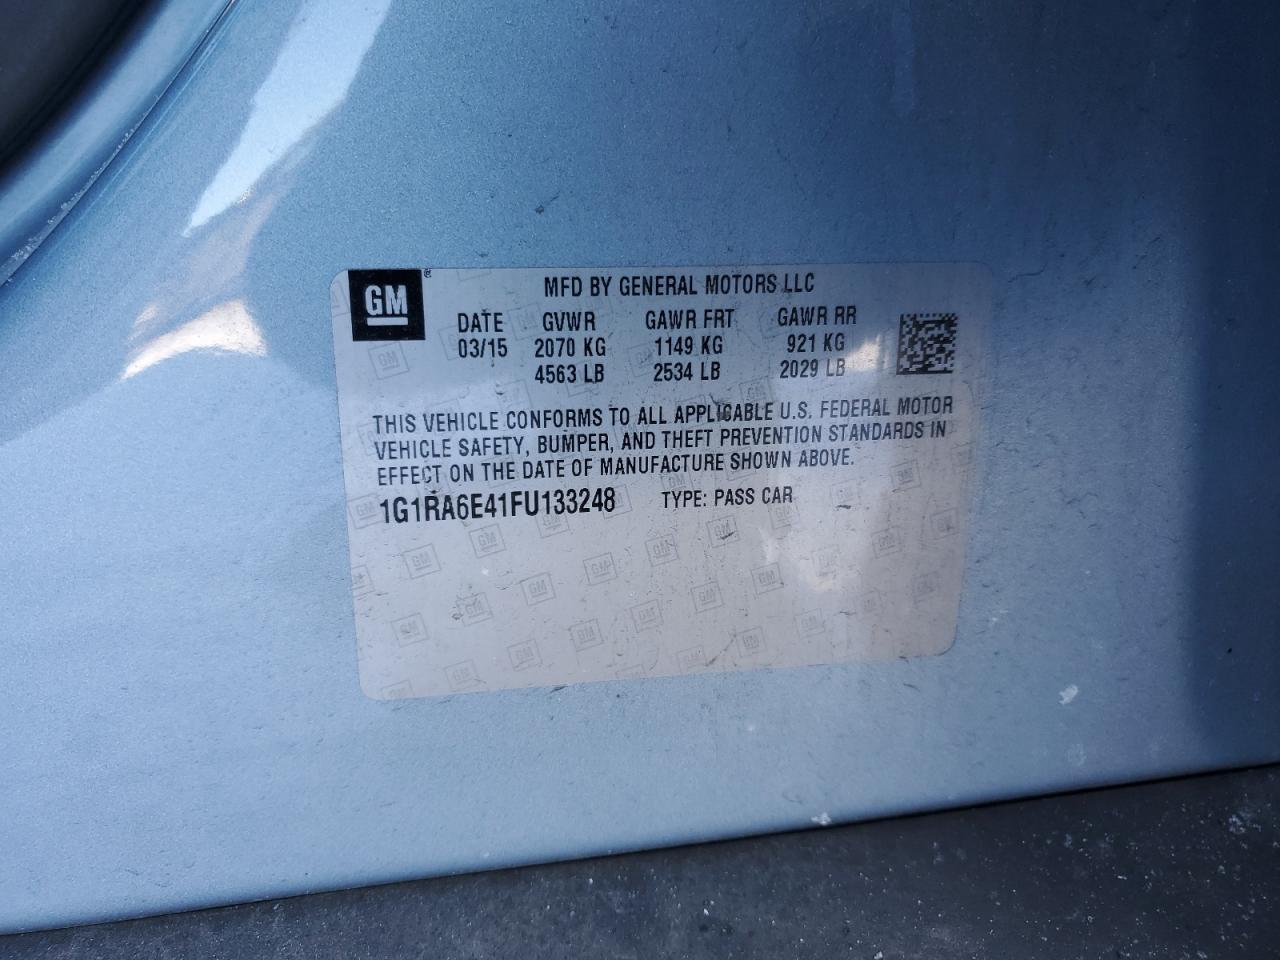 GM®
MFD BY GENERAL MOTORS LLC
DATE GVWR GAWR FRT GAWR RR
03/15 2070 KG 1149 KG 921 KG
4563 LB 2534 LB 2029 LB
THIS VEHICLE CONFORMS TO ALL APPLICABLE U.S. FEDERAL MOTOR
VEHICLE SAFETY, BUMPER, AND THEFT PREVENTION STANDARDS IN
EFFECT ON THE DATE OF MANUFACTURE SHOWN ABOVE.
1G1RA6E41FU133248 TYPE: PASS CAR